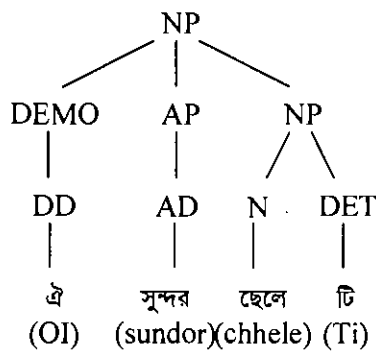 NP
DEMO AP NP
DD AD N DET
ঐ সুন্দর ছেলে টি
(OI) (sundor)(chhele) (Ti)